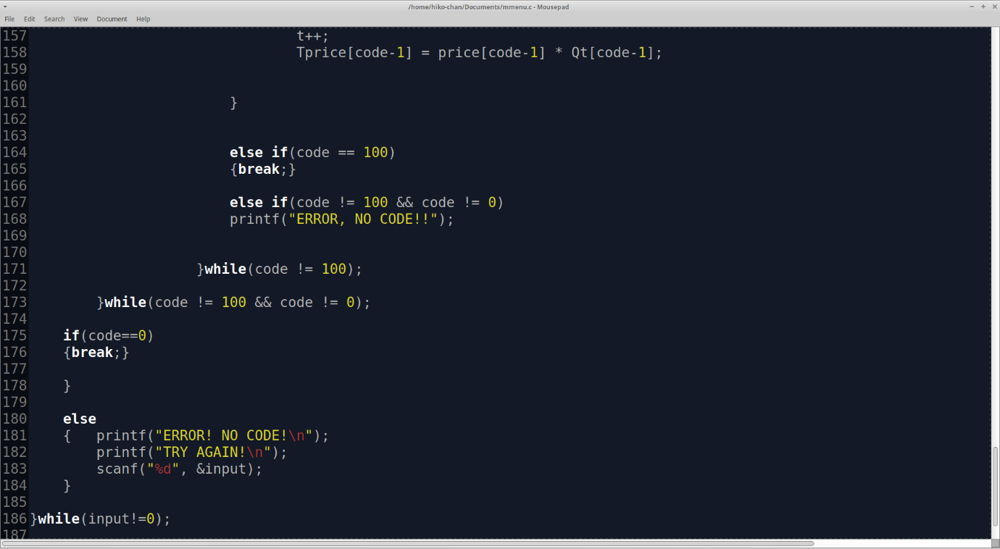 /home/hiko-chan/Documents/mmenu.c - Mousepad
File Edit Search View Document Help
157 t++;
158 Tprice[code-1] = price[code-1] * Qt[code-1];
159
160
161 }
162
163
164 else if(code == 100)
165 {break;}
166
167 else if(code != 100 && code != 0)
168 printf("ERROR, NO CODE!!");
169
170
171 }while(code != 100);
172
173 }while(code != 100 && code != 0);
174
175 if(code==0)
176 {break;}
177
178 }
179
180 else
181 { printf("ERROR! NO CODE!\n");
182 printf("TRY AGAIN!\n");
183 scanf("%d", &input);
184 }
185
186 }while(input!=0);
187